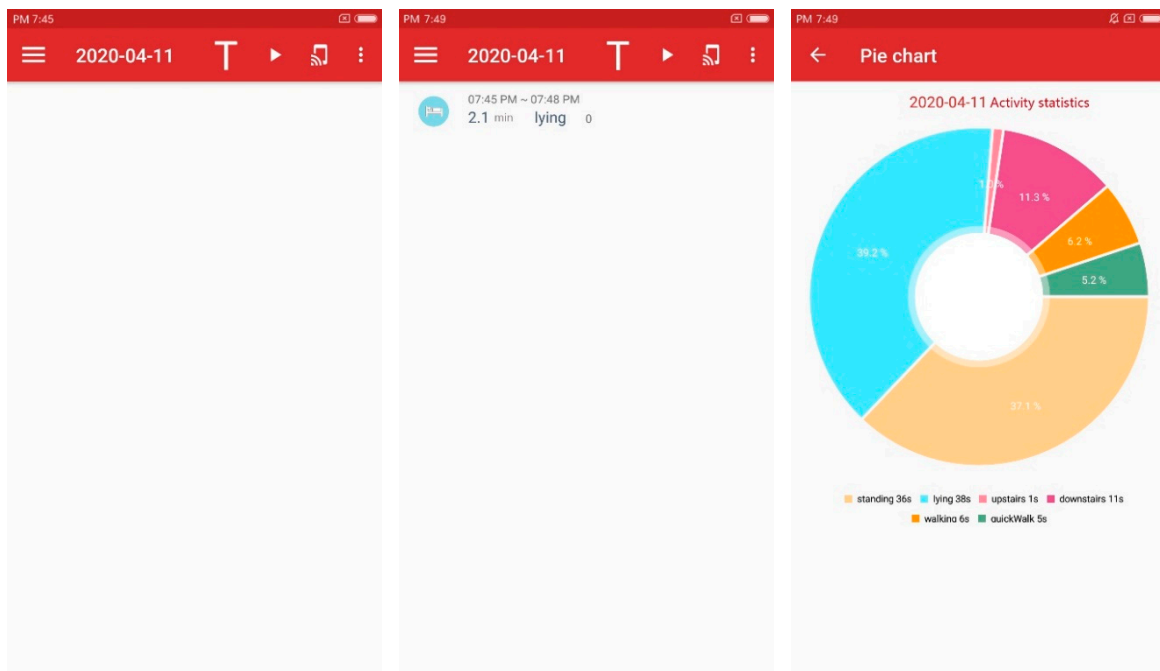 PM 7:45
2020-04-11 T
PM 7:49
2020-04-11 T
07:45 PM ~ 07:48 PM
2.1 min lying 0
PM 7:49
Pie chart
2020-04-11 Activity statistics
1.0 %
11.3 %
6.2 %
39.2 %
5.2 %
37.1 %
standing 36s lying 38s upstairs 1s downstairs 11s
walking 6s quickWalk 5s